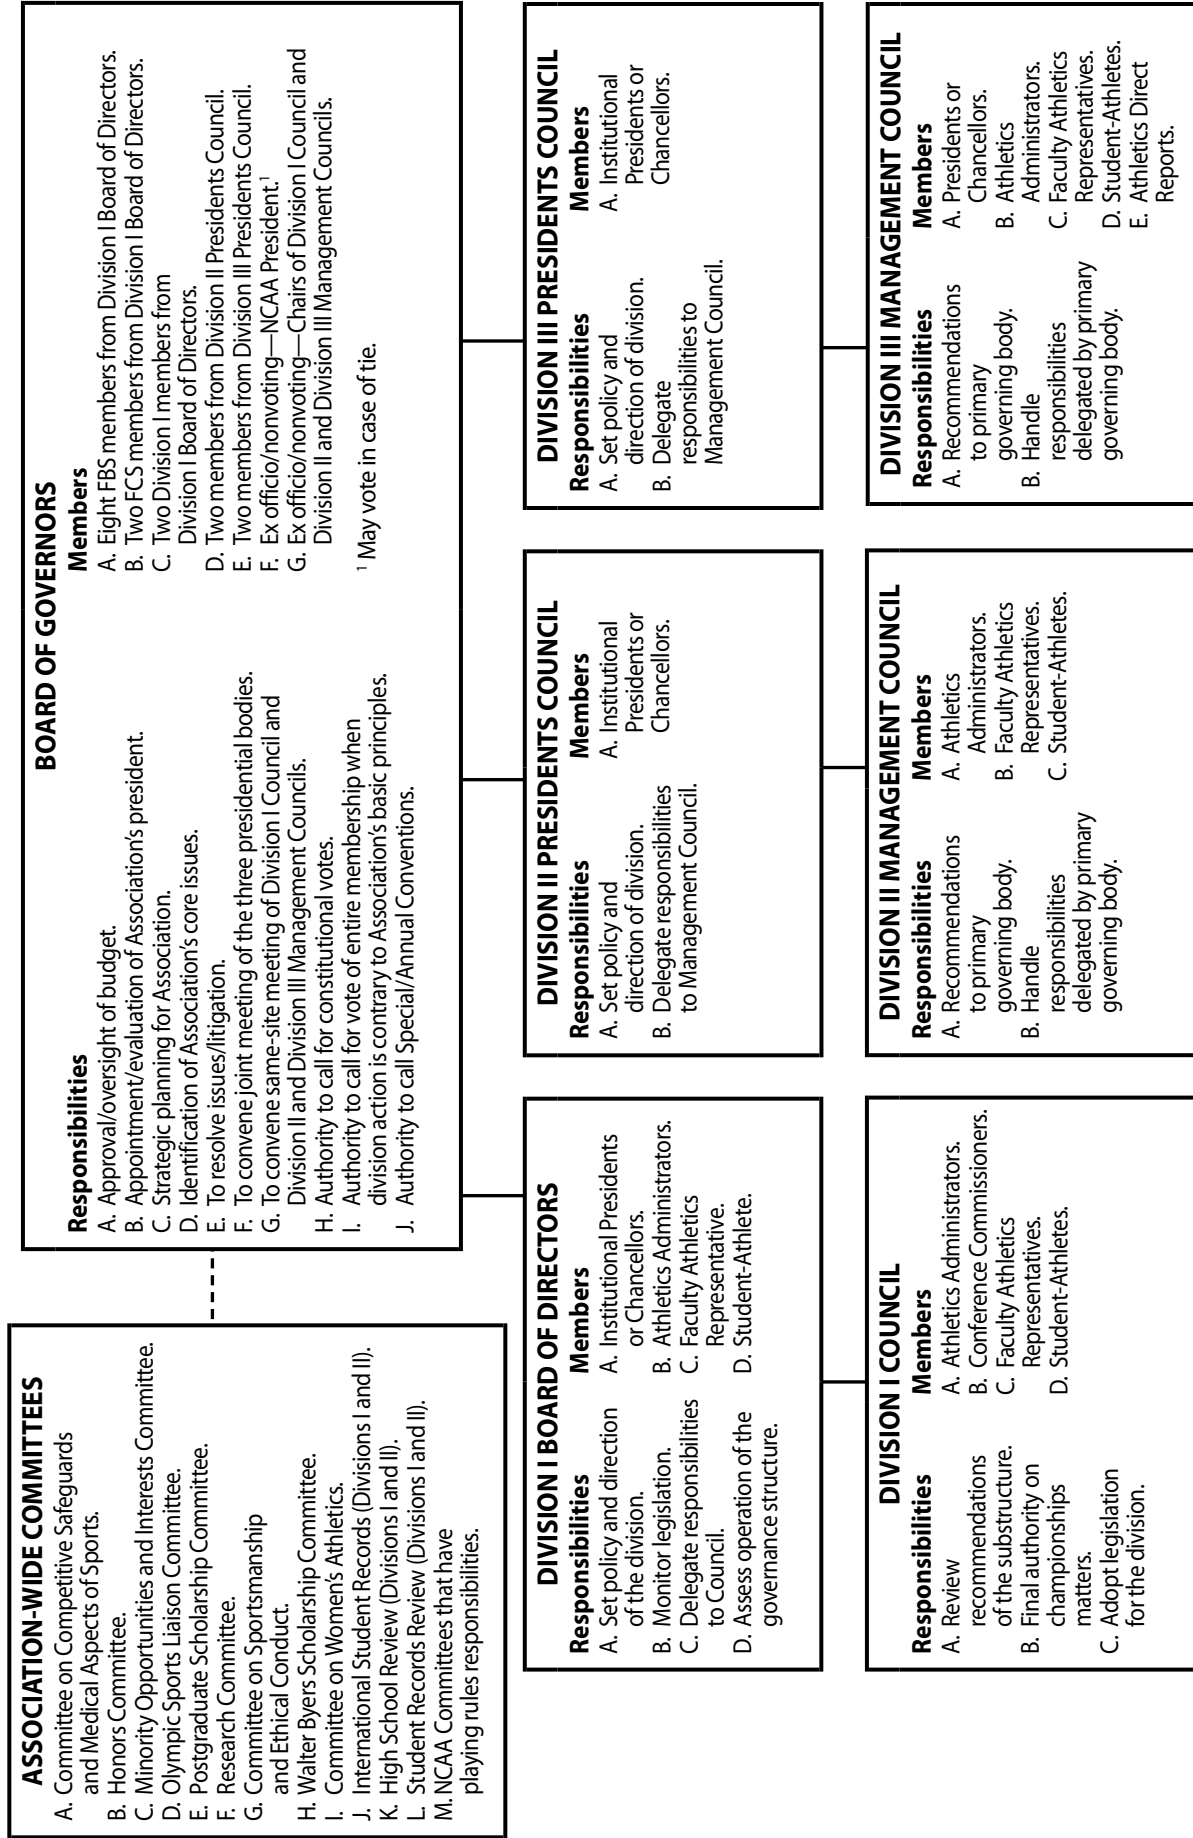 ASSOCIATION-WIDE COMMITTEES
A. Committee on Competitive Safeguards
and Medical Aspects of Sports.
B. Honors Committee.
C. Minority Opportunities and Interests Committee.
D. Olympic Sports Liaison Committee.
E. Postgraduate Scholarship Committee.
F. Research Committee.
G. Committee on Sportsmanship
and Ethical Conduct.
H. Walter Byers Scholarship Committee.
I. Committee on Women's Athletics.
J. International Student Records (Divisions I and II).
K. High School Review (Divisions I and II).
L. Student Records Review (Divisions I and II).
M. NCAA Committees that have
playing rules responsibilities.
BOARD OF GOVERNORS
Responsibilities
A. Approval/oversight of budget.
B. Appointment/evaluation of Association's president.
C. Strategic planning for Association.
D. Identification of Association's core issues.
E. To resolve issues/litigation.
F. To convene joint meeting of the three presidential bodies.
G. To convene same-site meeting of Division I Council and
Division II and Division III Management Councils.
H. Authority to call for constitutional votes.
I. Authority to call for vote of entire membership when
division action is contrary to Association's basic principles.
J. Authority to call Special/Annual Conventions.
Members
A. Eight FBS members from Division I Board of Directors.
B. Two FCS members from Division I Board of Directors.
C. Two Division I members from
Division I Board of Directors.
D. Two members from Division II Presidents Council.
E. Two members from Division III Presidents Council.
F. Ex officio/nonvoting—NCAA President.1
G. Ex officio/nonvoting—Chairs of Division I Council and
Division II and Division III Management Councils.
1 May vote in case of tie.
DIVISION I BOARD OF DIRECTORS
Responsibilities
A. Set policy and direction
of the division.
B. Monitor legislation.
C. Delegate responsibilities
to Council.
D. Assess operation of the
governance structure.
Members
A. Institutional Presidents
or Chancellors.
B. Athletics Administrators.
C. Faculty Athletics
Representative.
D. Student-Athlete.
DIVISION II PRESIDENTS COUNCIL
Responsibilities
A. Set policy and
direction of division.
B. Delegate responsibilities
to Management Council.
Members
A. Institutional
Presidents or
Chancellors.
DIVISION III PRESIDENTS COUNCIL
Responsibilities
A. Set policy and
direction of division.
B. Delegate
responsibilities to
Management Council.
Members
A. Institutional
Presidents or
Chancellors.
DIVISION I COUNCIL
Responsibilities
A. Review
recommendations
of the substructure.
B. Final authority on
championships
matters.
C. Adopt legislation
for the division.
Members
A. Athletics Administrators.
B. Conference Commissioners.
C. Faculty Athletics
Representatives.
D. Student-Athletes.
DIVISION II MANAGEMENT COUNCIL
Responsibilities
A. Recommendations
to primary
governing body.
B. Handle
responsibilities
delegated by primary
governing body.
Members
A. Athletics
Administrators.
B. Faculty Athletics
Representatives.
C. Student-Athletes.
DIVISION III MANAGEMENT COUNCIL
Responsibilities
A. Recommendations
to primary
governing body.
B. Handle
responsibilities
delegated by primary
governing body.
Members
A. Presidents or
Chancellors.
B. Athletics
Administrators.
C. Faculty Athletics
Representatives.
D. Student-Athletes.
E. Athletics Direct
Reports.